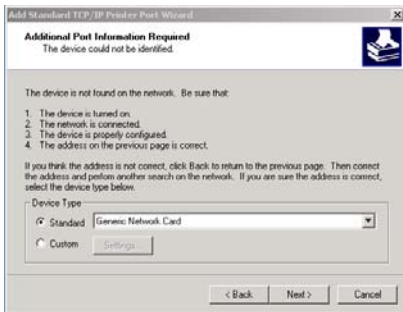 Add Standard TCP/IP Printer Port Wizard
Additional Port Information Required
The device could not be identified.
The device is not found on the network. Be sure that:
1. The device is turned on.
2. The network is connected.
3. The device is properly configured.
4. The address on the previous page is correct.
If you think the address is not correct, click Back to return to the previous page. Then correct
the address and perform another search on the network. If you are sure the address is correct,
select the device type below.
Device Type
Standard Generic Network Card
Custom Settings...
< Back Next > Cancel